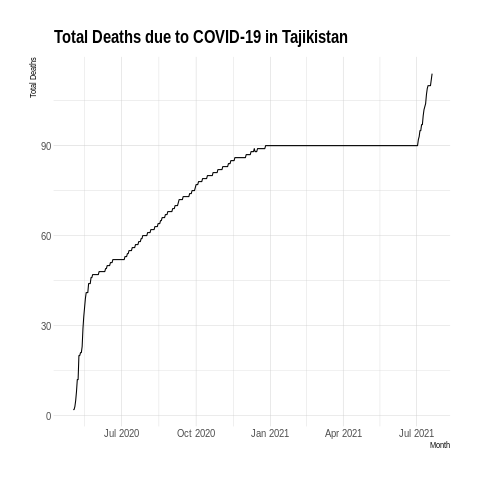 Total Deaths due to COVID-19 in Tajikistan
Total Deaths
90
60
30
0
Jul 2020 Oct 2020 Jan 2021 Apr 2021 Jul 2021
Month